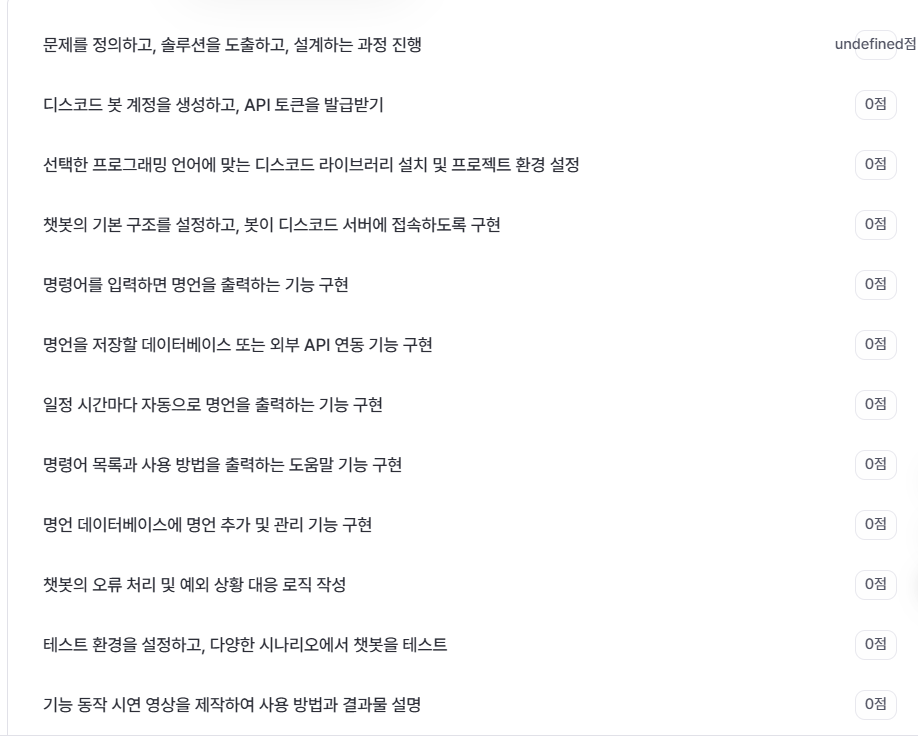 문제를 정의하고, 솔루션을 도출하고, 설계하는 과정 진행 undefined점
디스코드 봇 계정을 생성하고, API 토큰을 발급받기 0점
선택한 프로그래밍 언어에 맞는 디스코드 라이브러리 설치 및 프로젝트 환경 설정 0점
챗봇의 기본 구조를 설정하고, 봇이 디스코드 서버에 접속하도록 구현 0점
명령어를 입력하면 명언을 출력하는 기능 구현 0점
명언을 저장할 데이터베이스 또는 외부 API 연동 기능 구현 0점
일정 시간마다 자동으로 명언을 출력하는 기능 구현 0점
명령어 목록과 사용 방법을 출력하는 도움말 기능 구현 0점
명언 데이터베이스에 명언 추가 및 관리 기능 구현 0점
챗봇의 오류 처리 및 예외 상황 대응 로직 작성 0점
테스트 환경을 설정하고, 다양한 시나리오에서 챗봇을 테스트 0점
기능 동작 시연 영상을 제작하여 사용 방법과 결과물 설명 0점